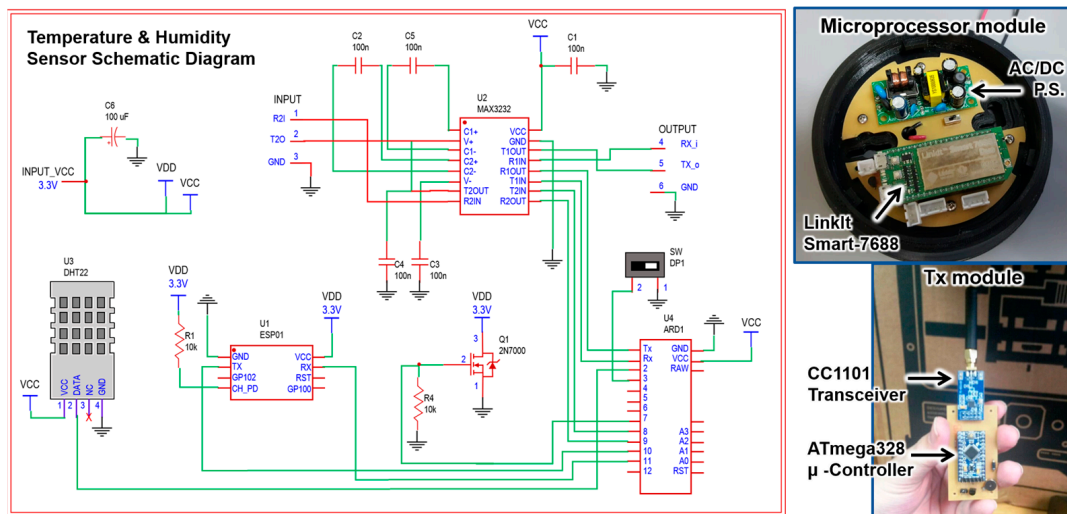 Temperature & Humidity
Sensor Schematic Diagram
C6
100 uF
INPUT_VCC
3.3V
VDD
VCC
C2
100n
C5
100n
VCC
C1
100n
INPUT
R2I
1
T2O
2
GND
3
U2
MAX3232
C1+
V+
C1-
C2+
C2-
V-
T2OUT
R2IN
VCC
GND
T1OUT
R1IN
R1OUT
T1IN
T2IN
R2OUT
OUTPUT
4
RX_i
5
TX_o
6
GND
C4
100n
C3
100n
SW
DP1
2
1
U3
DHT22
VCC
VCC
DATA
NC
GND
1
2
3
4
VDD
3.3V
R1
10k
U1
ESP01
GND
TX
GP102
CH_PD
VCC
RX
RST
GP100
VDD
3.3V
VDD
3.3V
3
Q1
2N7000
2
1
R4
10k
U4
ARD1
VCC
Tx
Rx
2
3
4
5
6
7
8
9
10
11
12
GND
VCC
RAW
A3
A2
A1
A0
RST
Microprocessor module
AC/DC
P.S.
LinkIt
Smart-7688
Tx module
CC1101
Transceiver
ATmega328
μ -Controller